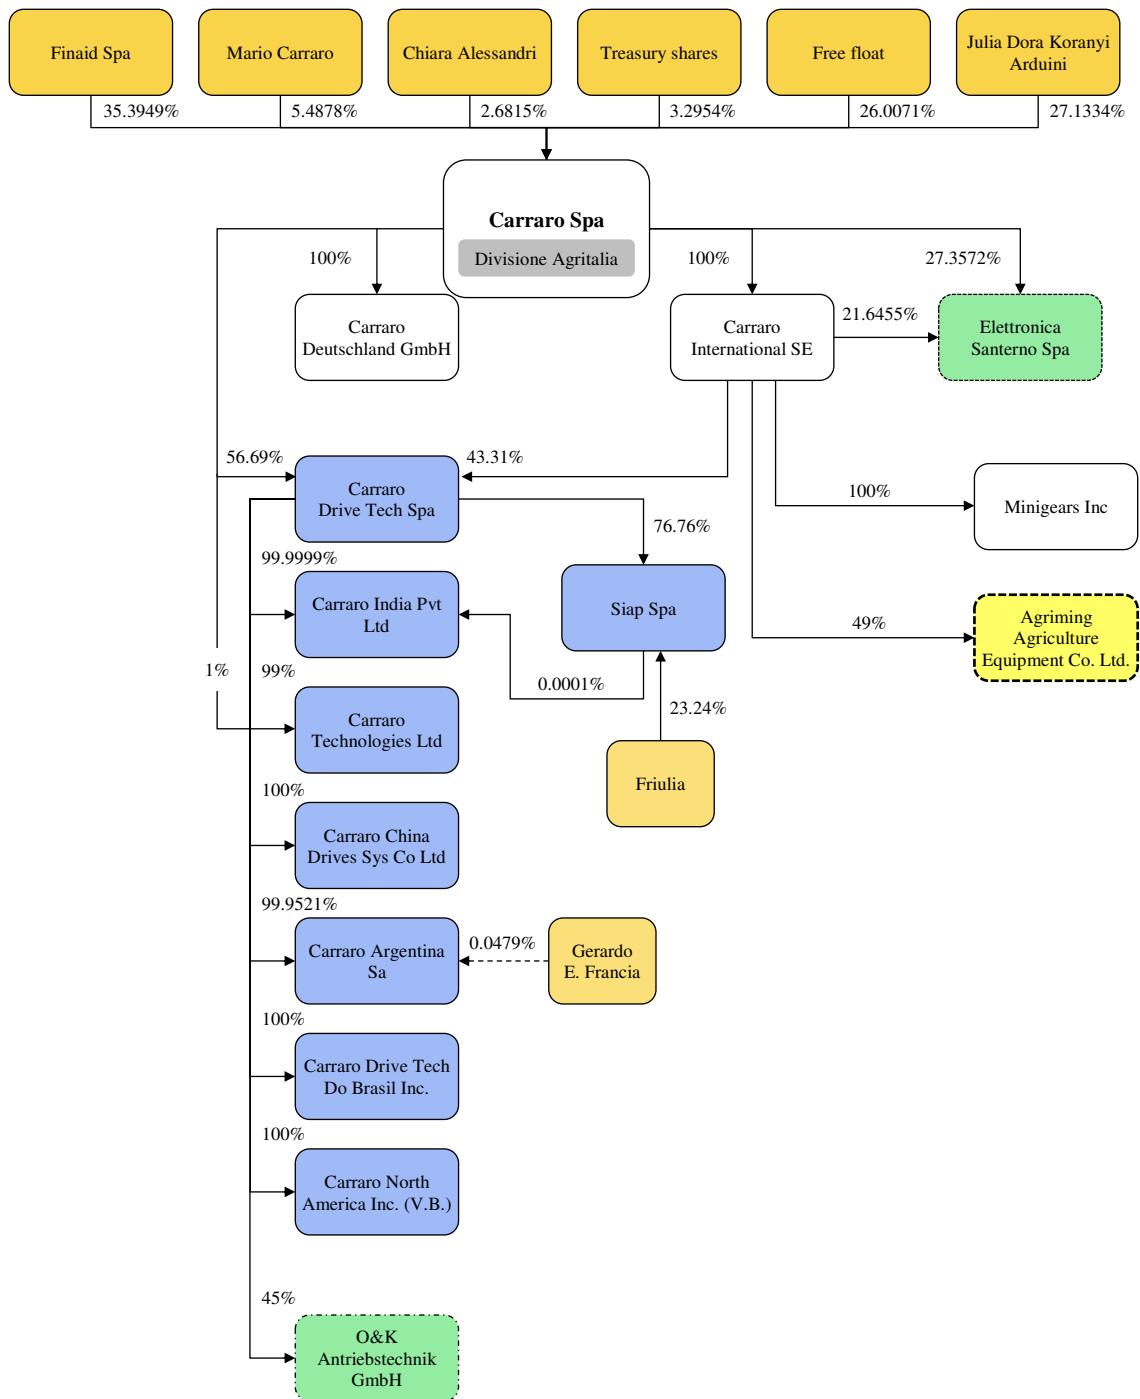 Finaid Spa
Mario Carraro
Chiara Alessandri
Treasury shares
Free float
Julia Dora Koranyi
Arduini
35.3949%
5.4878%
2.6815%
3.2954%
26.0071%
27.1334%
Carraro Spa
Divisione Agritalia
100%
100%
27.3572%
Carraro
Deutschland GmbH
Carraro
International SE
21.6455%
Elettronica
Santerno Spa
56.69%
43.31%
Carraro
Drive Tech Spa
100%
Minigears Inc
76.76%
99.9999%
Carraro India Pvt
Ltd
Siap Spa
49%
Agriming
Agriculture
Equipment Co. Ltd.
1%
99%
0.0001%
23.24%
Carraro
Technologies Ltd
Friulia
100%
Carraro China
Drives Sys Co Ltd
99.9521%
Carraro Argentina
Sa
0.0479%
Gerardo
E. Francia
100%
Carraro Drive Tech
Do Brasil Inc.
100%
Carraro North
America Inc. (V.B.)
45%
O&K
Antriebstechnik
GmbH